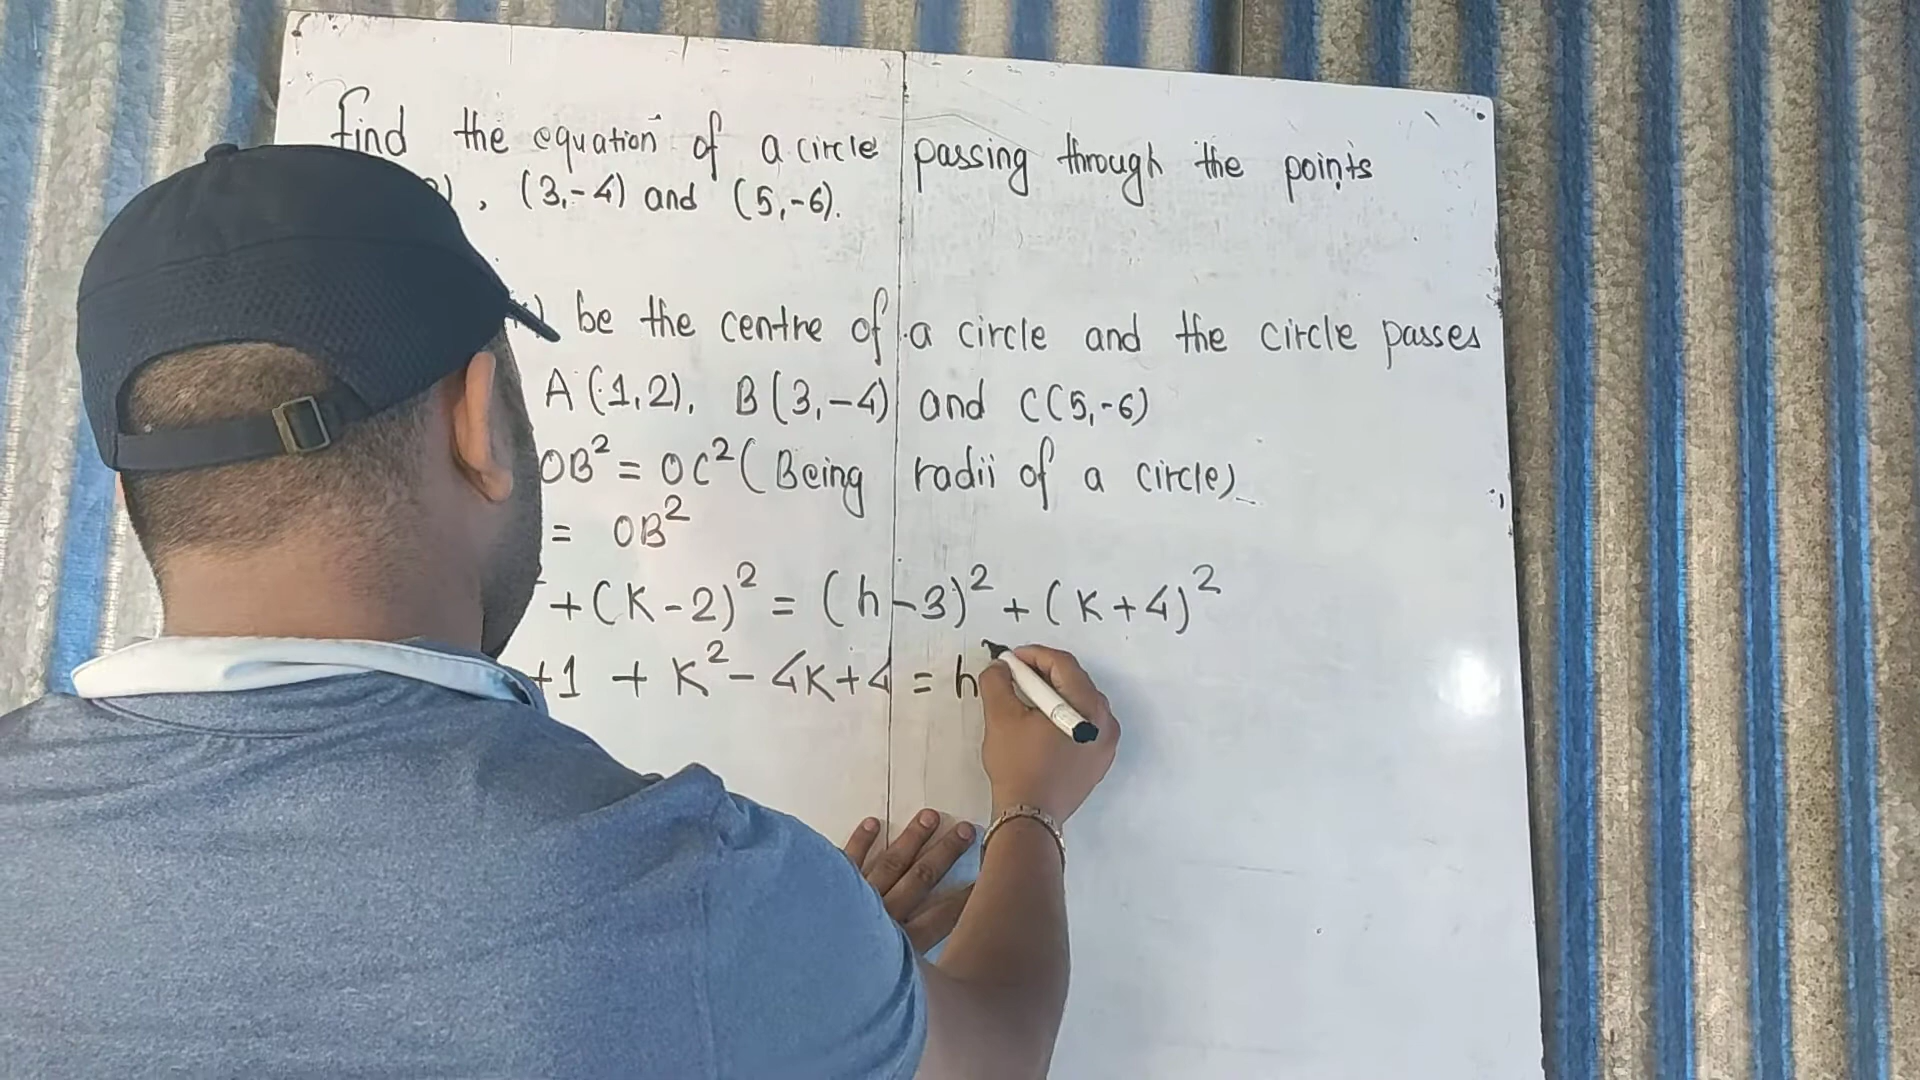 Find the equation of a circle passing through the points
), (3,-4) and (5,-6).
) be the centre of a circle and the circle passes
A(1,2), B(3,-4) and C(5,-6)
OB² = OC² (Being radii of a circle)
= OB²
+(K-2)² = (h-3)² + (K+4)²
+1 + K² - 4K+4 = h